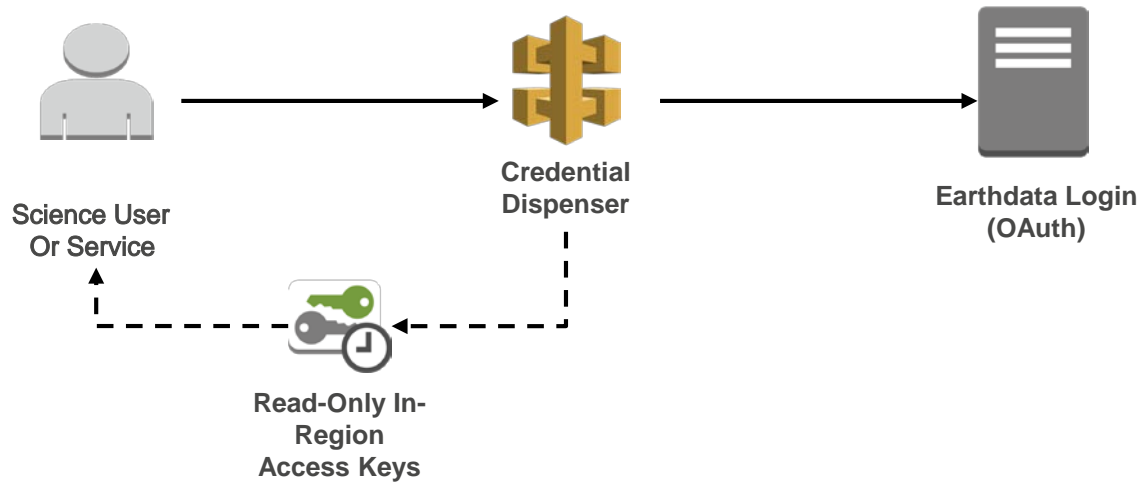 Credential
Dispenser
Earthdata Login
(OAuth)
Science User
Or Service
Read-Only In-
Region
Access Keys